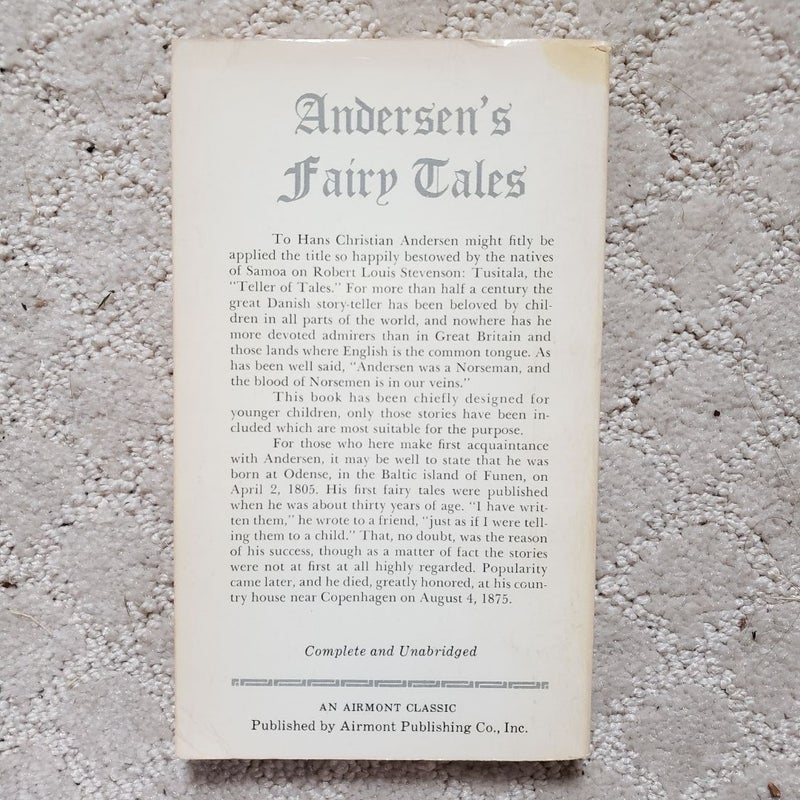 Andersen's
Fairy Tales
To Hans Christian Andersen might fitly be
applied the title so happily bestowed by the natives
of Samoa on Robert Louis Stevenson: Tusitala, the
"Teller of Tales." For more than half a century the
great Danish story-teller has been beloved by chil-
dren in all parts of the world, and nowhere has he
more devoted admirers than in Great Britain and
those lands where English is the common tongue. As
has been well said, "Andersen was a Norseman, and
the blood of Norsemen is in our veins."
This book has been chiefly designed for
younger children, only those stories have been in-
cluded which are most suitable for the purpose.
For those who here make first acquaintance
with Andersen, it may be well to state that he was
born at Odense, in the Baltic island of Funen, on
April 2, 1805. His first fairy tales were published
when he was about thirty years of age. "I have writ-
ten them," he wrote to a friend, "just as if I were tell-
ing them to a child." That, no doubt, was the reason
of his success, though as a matter of fact the stories
were not at first at all highly regarded. Popularity
came later, and he died, greatly honored, at his coun-
try house near Copenhagen on August 4, 1875.
Complete and Unabridged
AN AIRMONT CLASSIC
Published by Airmont Publishing Co., Inc.